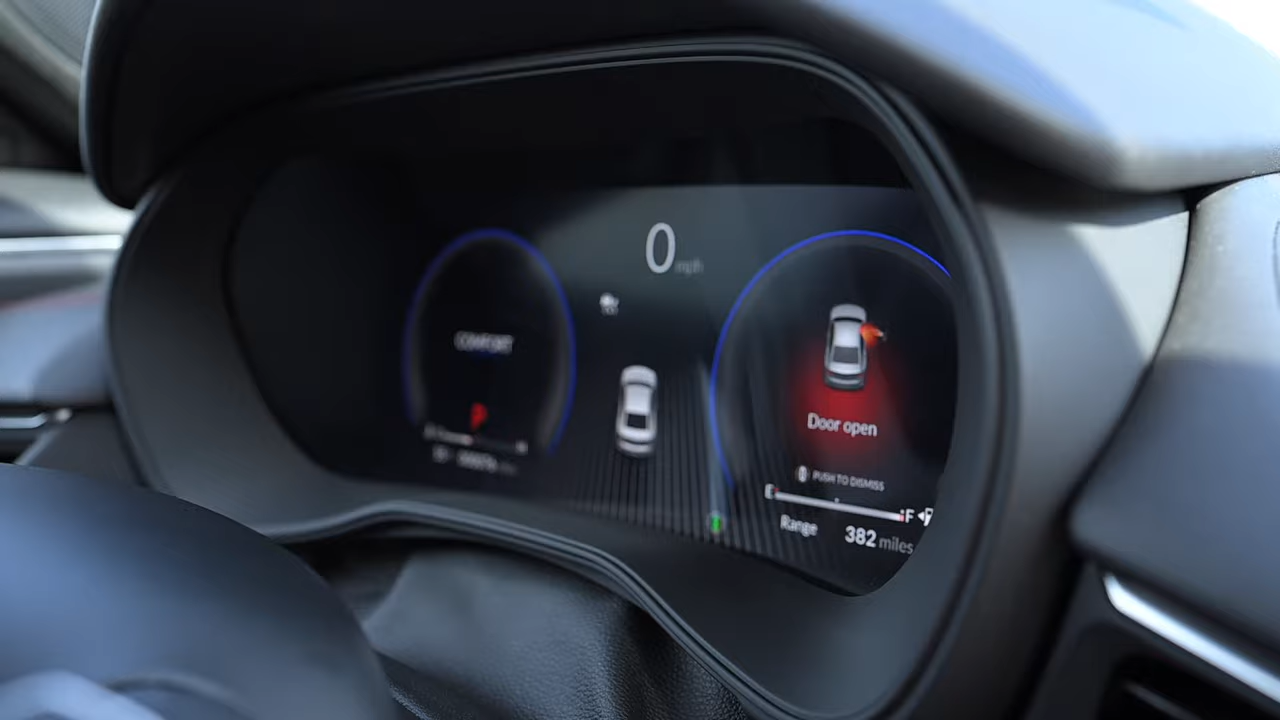 0 mph
COMFORT
P
Door open
PUSH TO DISMISS
E F
Range 382 miles